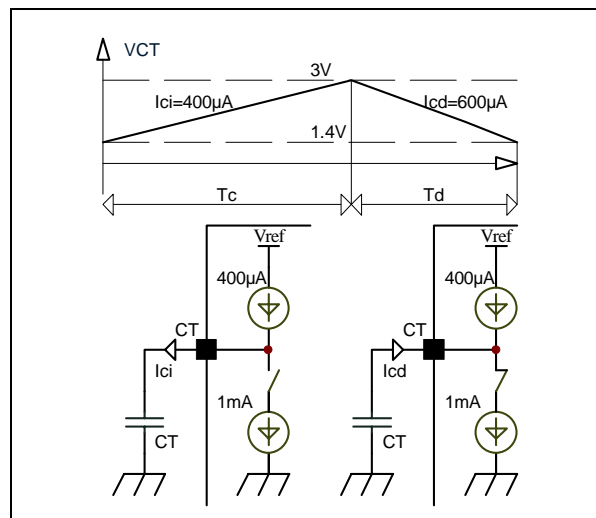 VCT
3V
Ici=400µA
Icd=600µA
1.4V
Tc
Td
Vref
Vref
400µA
400µA
CT
CT
Ici
Icd
1mA
1mA
CT
CT